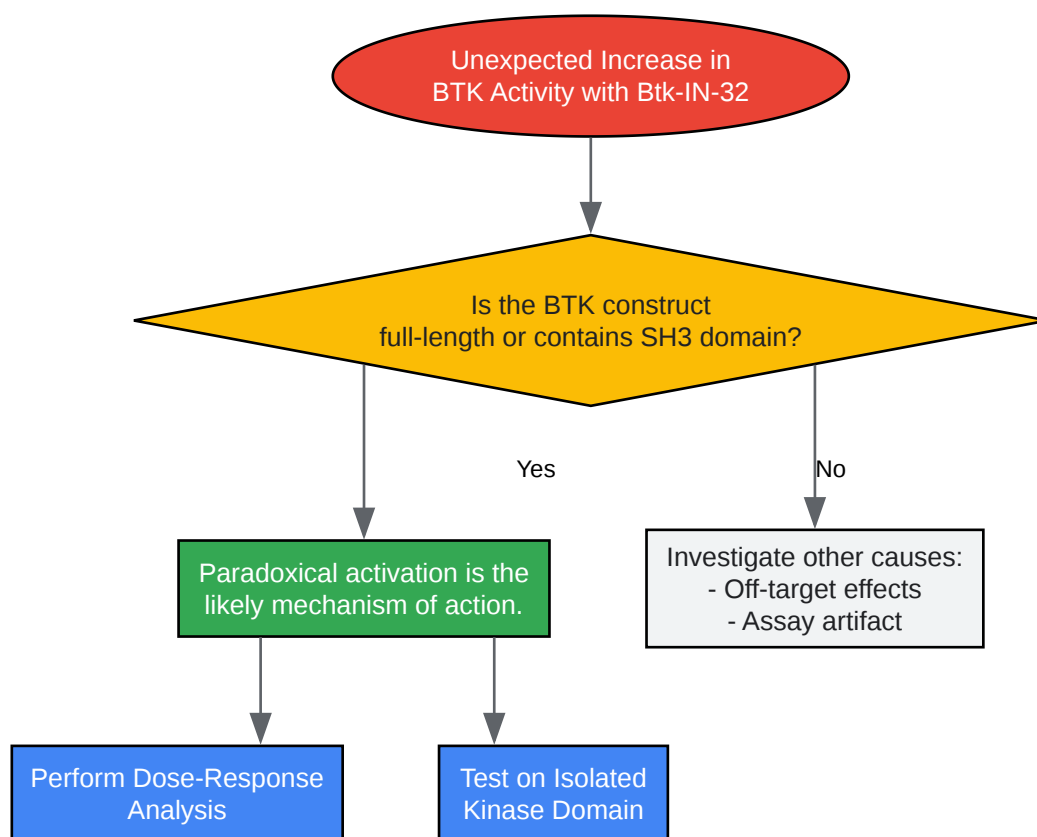 Unexpected Increase in
BTK Activity with Btk-IN-32
Is the BTK construct
full-length or contains SH3 domain?
Yes
No
Paradoxical activation is the
likely mechanism of action.
Investigate other causes:
- Off-target effects
- Assay artifact
Perform Dose-Response
Analysis
Test on Isolated
Kinase Domain